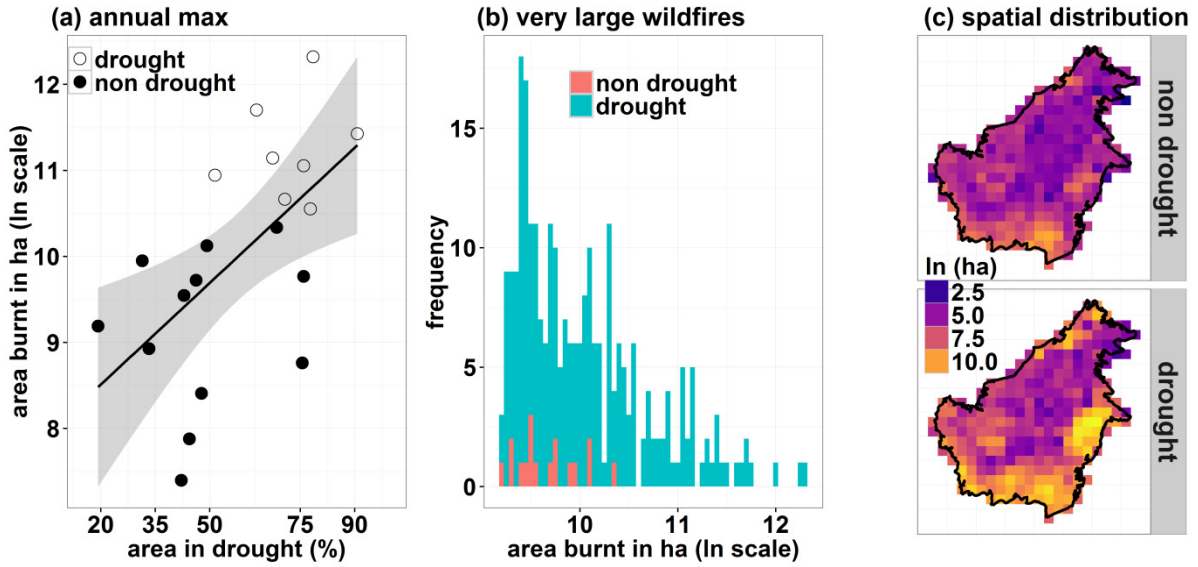 (a) annual max
drought
non drought
area burnt in ha (ln scale)
12
11
10
9
8
20 35 50 75 90
area in drought (%)
(b) very large wildfires
non drought
drought
frequency
15
10
5
0
10 11 12
area burnt in ha (ln scale)
(c) spatial distribution
non drought
ln (ha)
2.5
5.0
7.5
10.0
drought